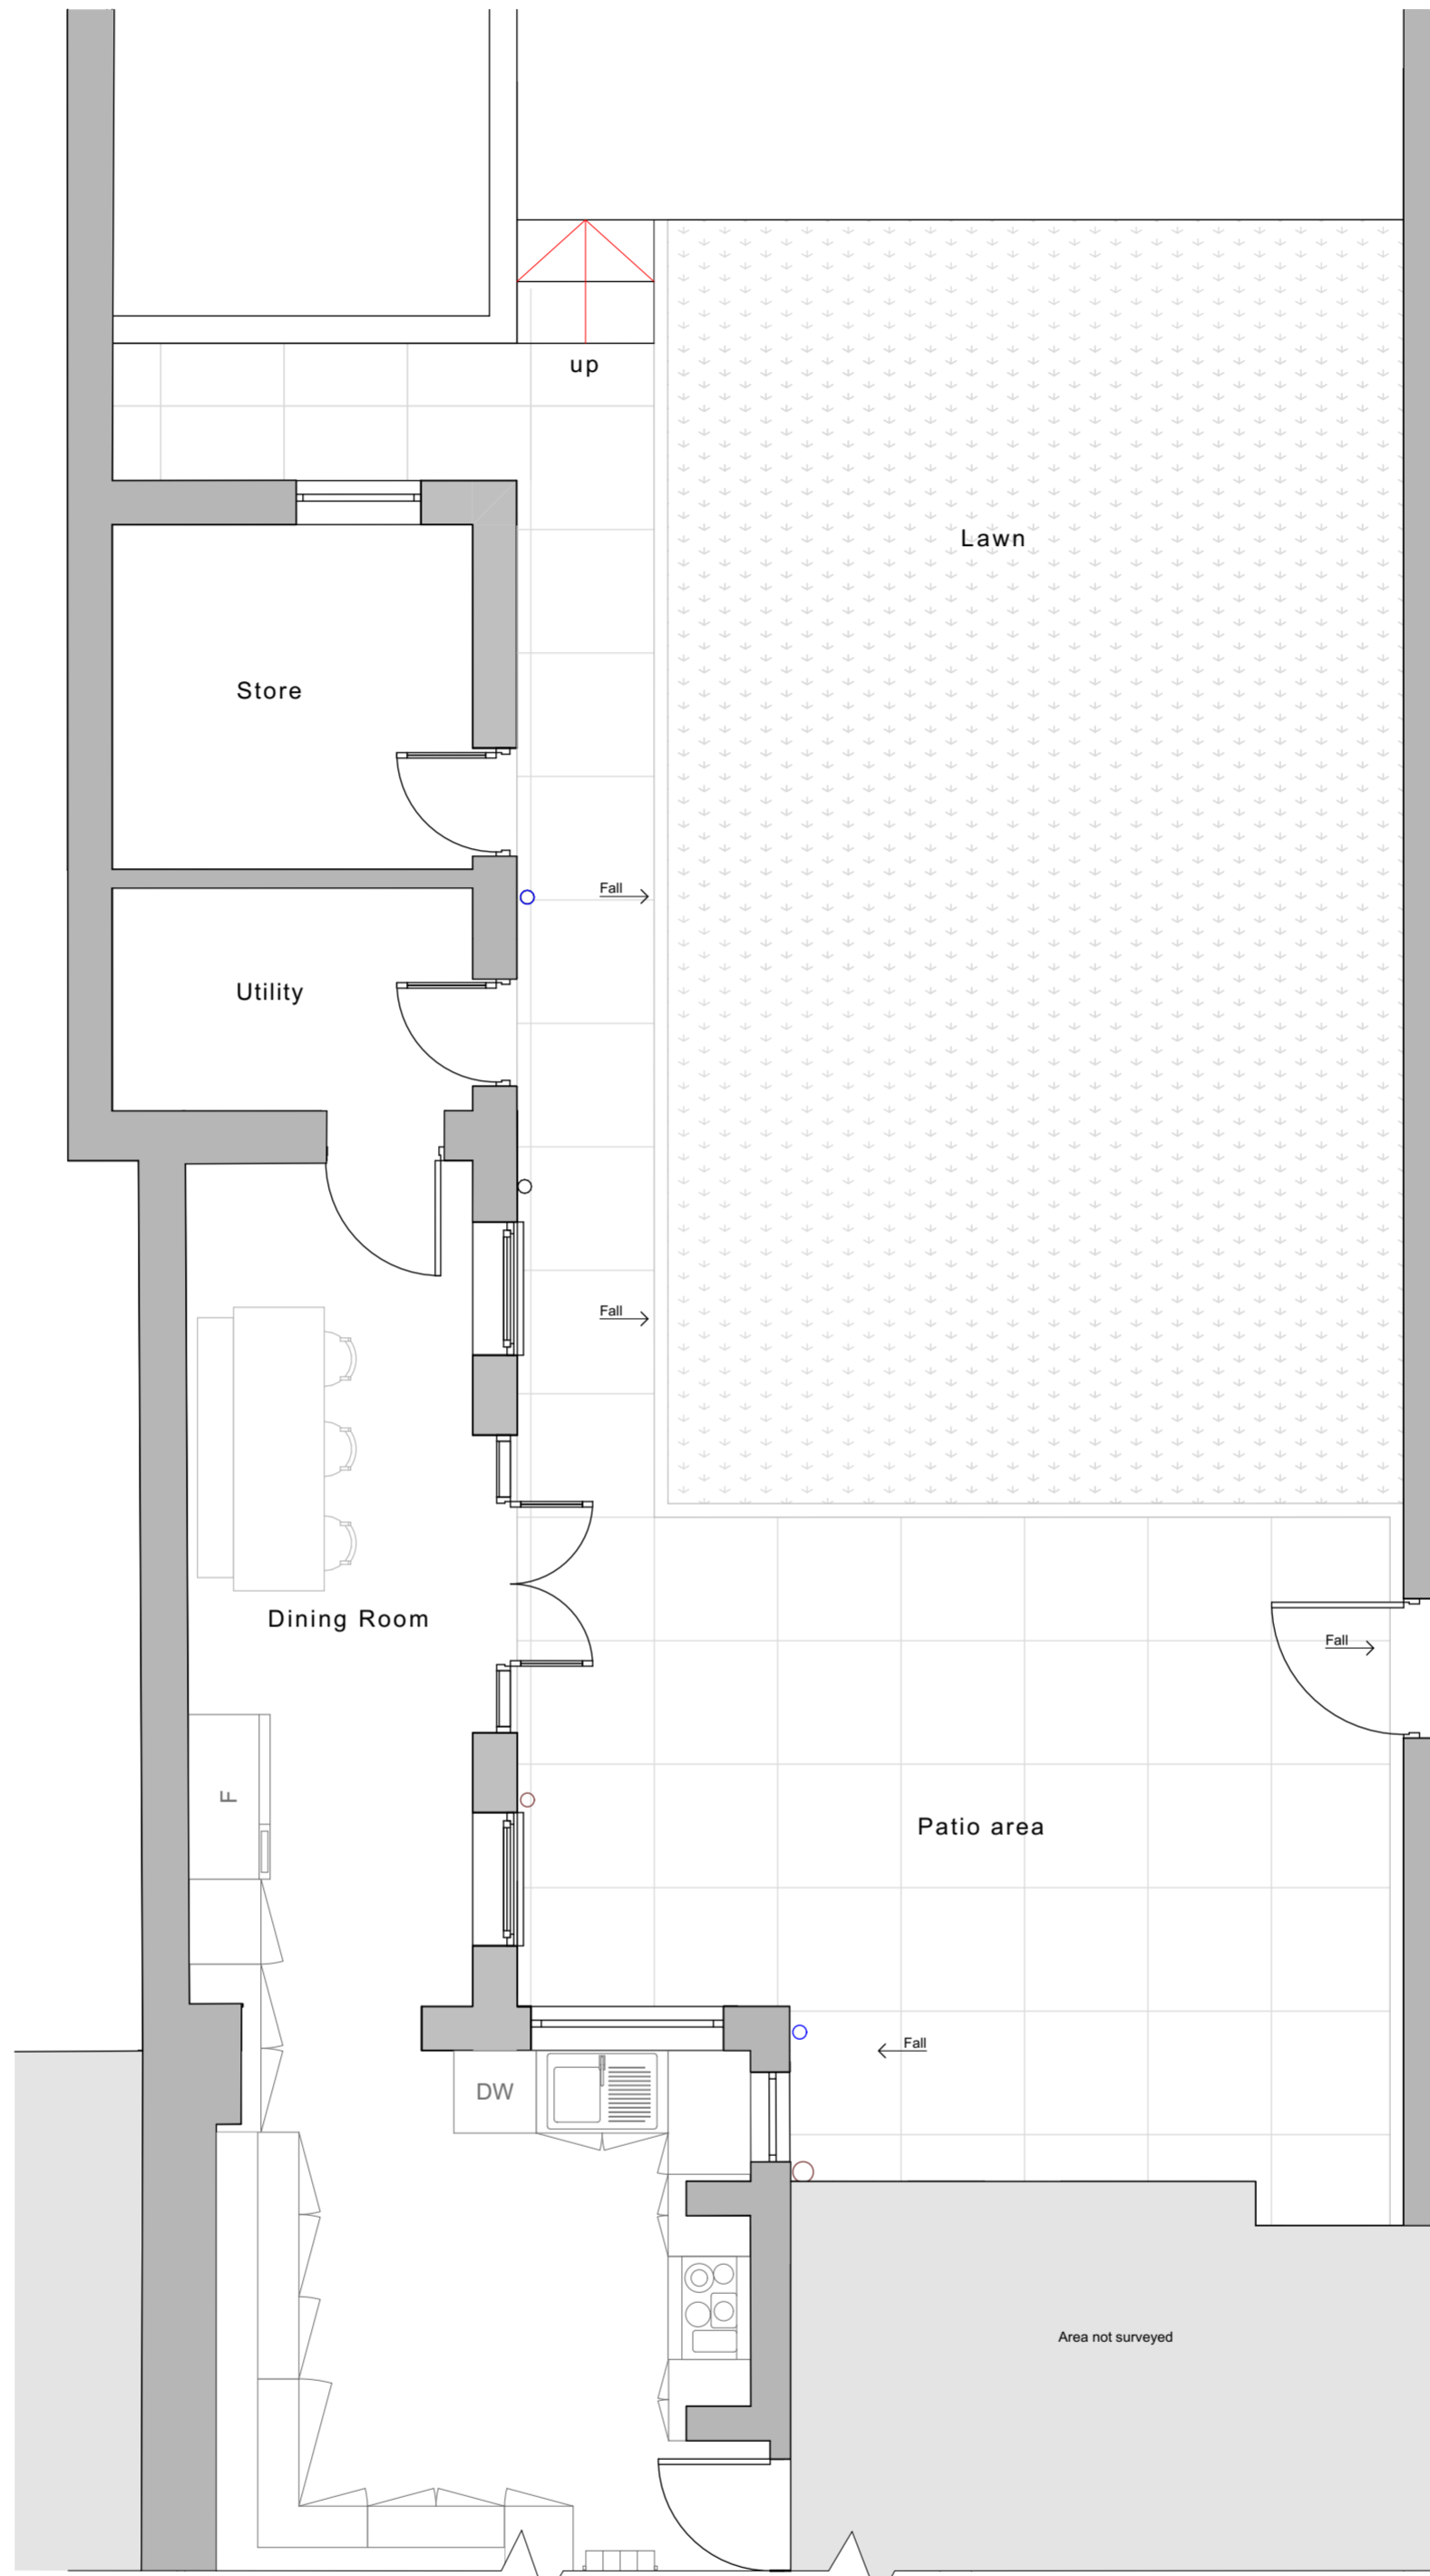 up
Lawn
Store
Fall
Utility
Fall
Dining Room
Fall
F
Patio area
Fall
DW
Area not surveyed